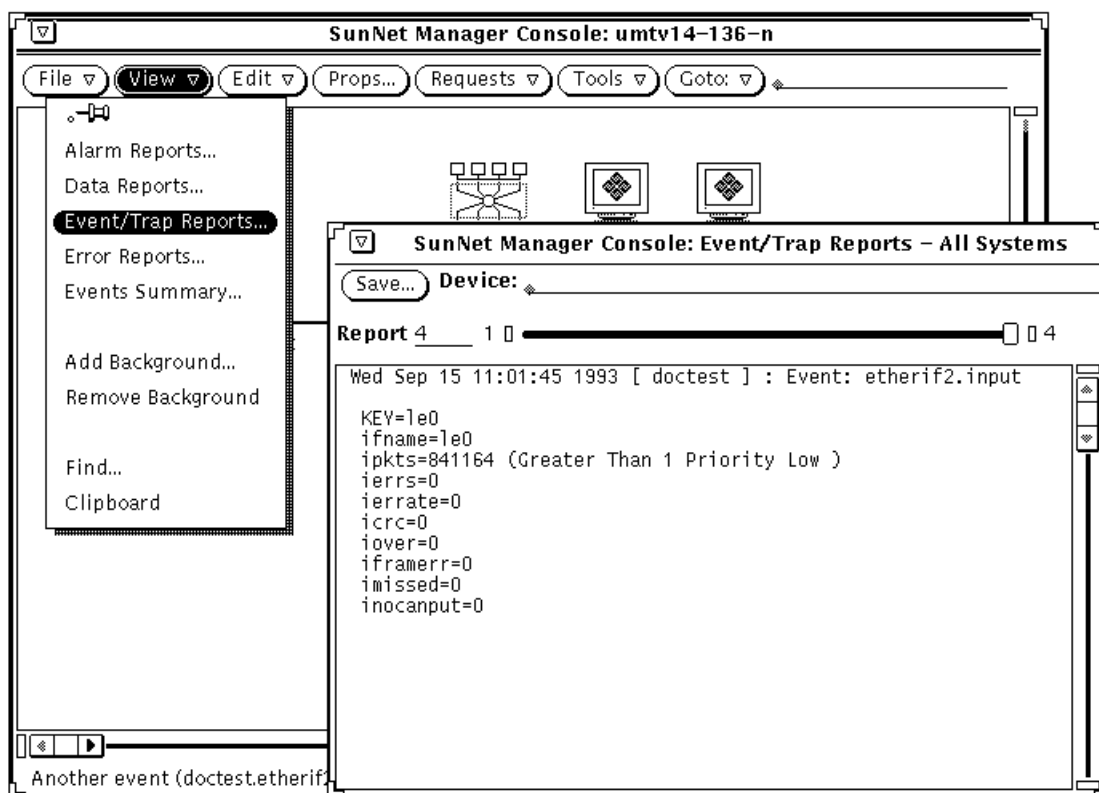 SunNet Manager Console: umtv14-136-n
File View Edit Props... Requests Tools Goto:
Alarm Reports...
Data Reports...
Event/Trap Reports...
Error Reports...
Events Summary...
Add Background...
Remove Background
Find...
Clipboard
SunNet Manager Console: Event/Trap Reports – All Systems
Save... Device:
Report 4 1 4
Wed Sep 15 11:01:45 1993 [ doctest ] : Event: etherif2.input
KEY=le0
ifname=le0
ipkts=841164 (Greater Than 1 Priority Low )
ierrs=0
ierrate=0
icrc=0
iover=0
iframerr=0
imissed=0
inocanput=0
Another event (doctest.etherif2